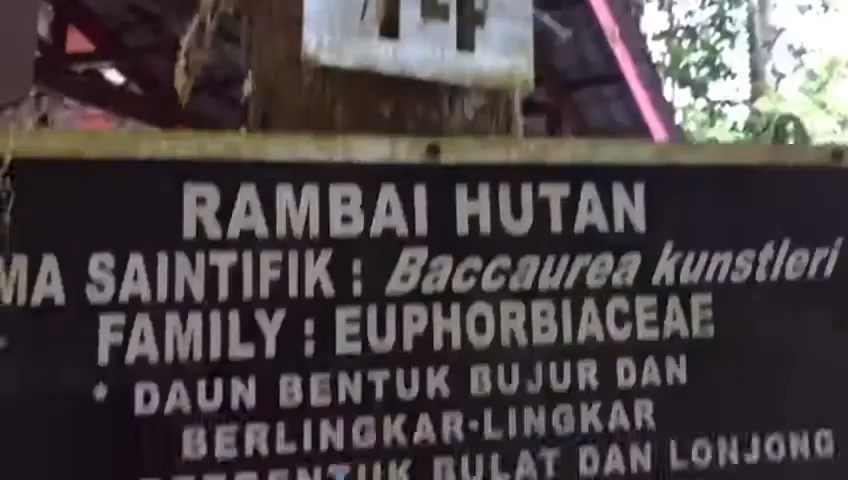 RAMBAI HUTAN
MA SAINTIFIK : Baccaurea kunstleri
FAMILY : EUPHORBIACEAE
* DAUN BENTUK BUJUR DAN
BERLINGKAR-LINGKAR
BULAT DAN LONJONG